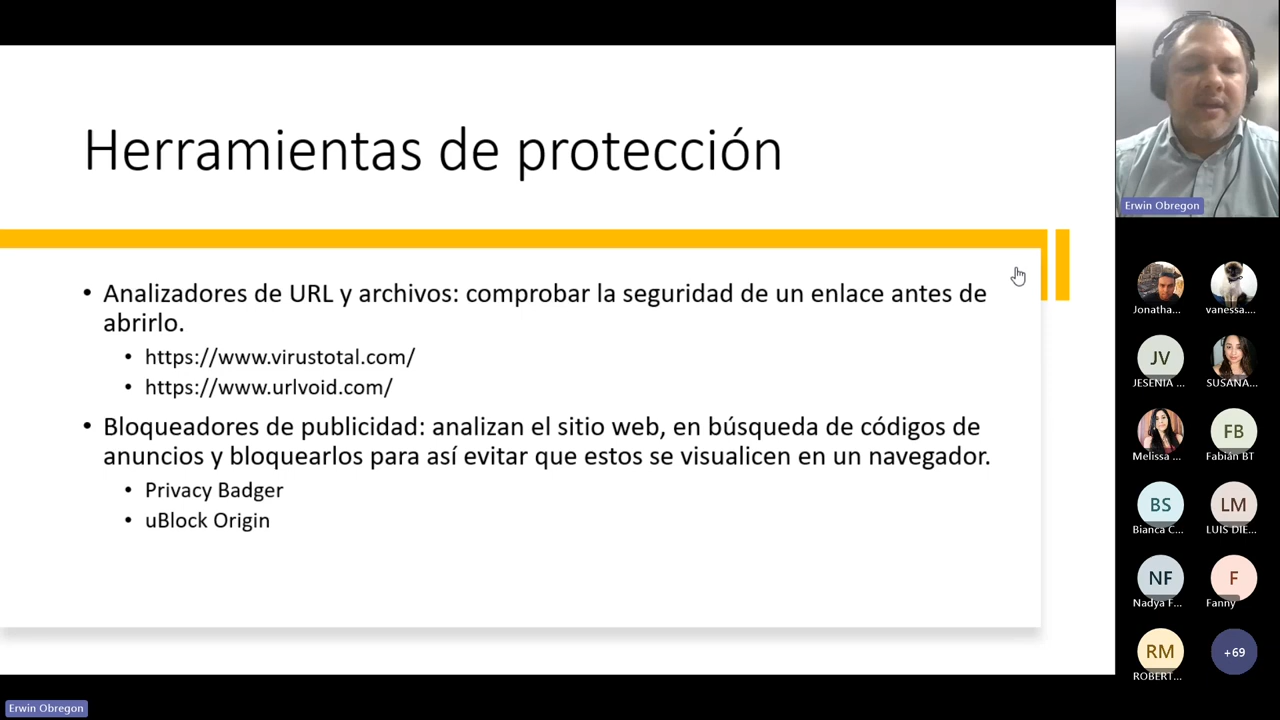 Herramientas de protección
• Analizadores de URL y archivos: comprobar la seguridad de un enlace antes de
abrirlo.
• https://www.virustotal.com/
• https://www.urlvoid.com/
• Bloqueadores de publicidad: analizan el sitio web, en búsqueda de códigos de
anuncios y bloquearlos para así evitar que estos se visualicen en un navegador.
• Privacy Badger
• uBlock Origin
Erwin Obregon
Erwin Obregon
Jonatha...
vanessa....
JV
JESENIA ...
SUSANA...
Melissa ...
FB
Fabián BT
BS
Bianca C...
LM
LUIS DIE...
NF
Nadya F...
F
Fanny
RM
ROBERT...
+69